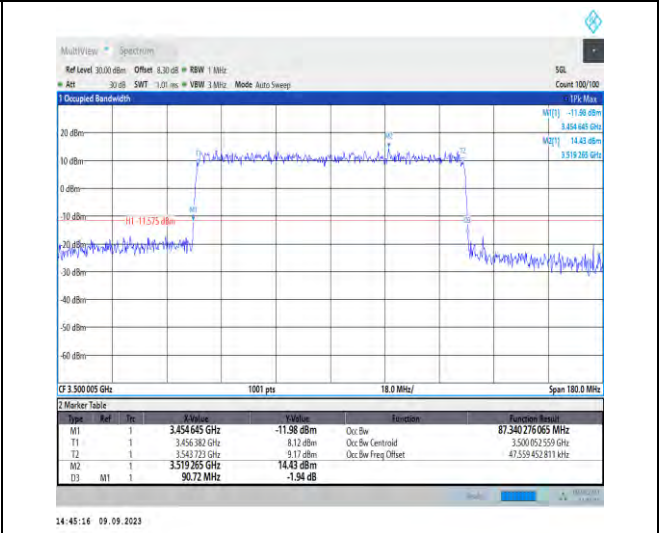 MultiView Spectrum
Ref Level 30.00 dBm Offset 8.30 dB RBW 1 MHz SGL
Att 30 dB SWT 1.01 ms VBW 3 MHz Mode Auto Sweep Count 100/100
1 Occupied Bandwidth 1Pk Max
M1[1] -11.98 dBm
3.454 645 GHz
M2[1] 14.43 dBm
3.519 265 GHz
20 dBm
M2
T1
T2
10 dBm
0 dBm
-10 dBm
M1
H1 -11.575 dBm
D3
-20 dBm
-30 dBm
-40 dBm
-50 dBm
-60 dBm
CF 3.500 005 GHz 1001 pts 18.0 MHz/ Span 180.0 MHz
2 Marker Table
Type Ref Trc X-Value Y-Value Function Function Result
M1 1 3.454 645 GHz -11.98 dBm Occ Bw 87.340 276 065 MHz
T1 1 3.456 382 GHz 8.12 dBm Occ Bw Centroid 3.500 052 559 GHz
T2 1 3.543 723 GHz 9.17 dBm Occ Bw Freq Offset 47.559 452 811 kHz
M2 1 3.519 265 GHz 14.43 dBm
D3 M1 1 90.72 MHz -1.94 dB
14:45:16 09.09.2023